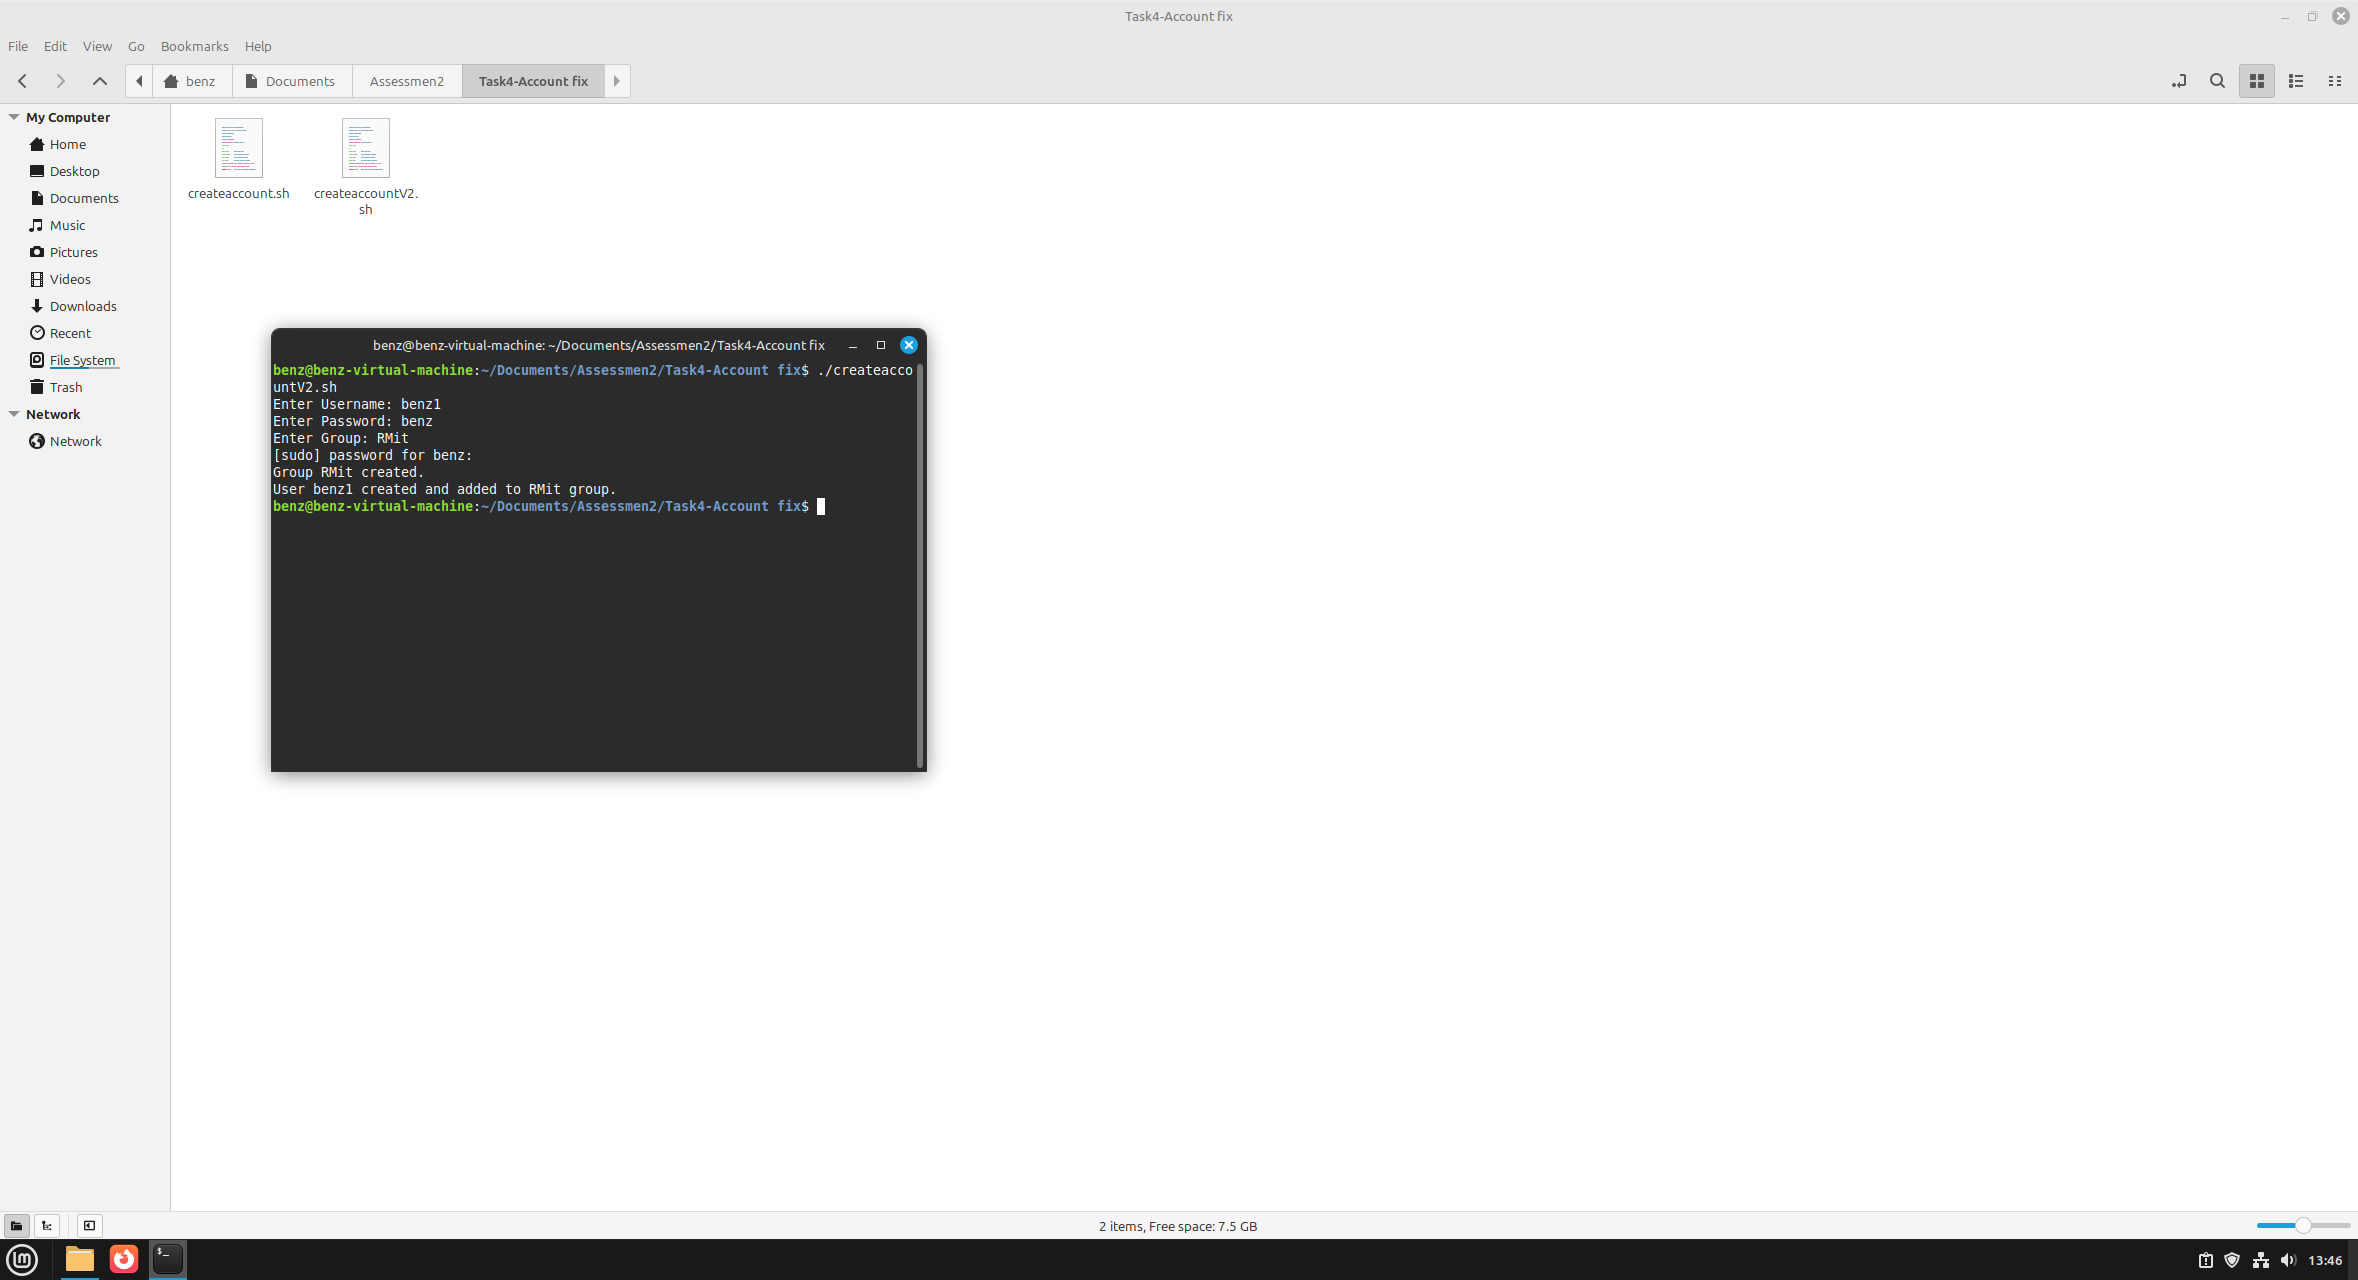 Task4-Account fix
File Edit View Go Bookmarks Help
benz Documents Assessmen2 Task4-Account fix
My Computer
Home
Desktop
Documents
Music
Pictures
Videos
Downloads
Recent
File System
Trash
Network
Network
createaccount.sh
createaccountV2.
sh
benz@benz-virtual-machine: ~/Documents/Assessmen2/Task4-Account fix
benz@benz-virtual-machine:~/Documents/Assessmen2/Task4-Account fix$ ./createacco
untV2.sh
Enter Username: benz1
Enter Password: benz
Enter Group: RMit
[sudo] password for benz:
Group RMit created.
User benz1 created and added to RMit group.
benz@benz-virtual-machine:~/Documents/Assessmen2/Task4-Account fix$
2 items, Free space: 7.5 GB
lm $_ 13:46